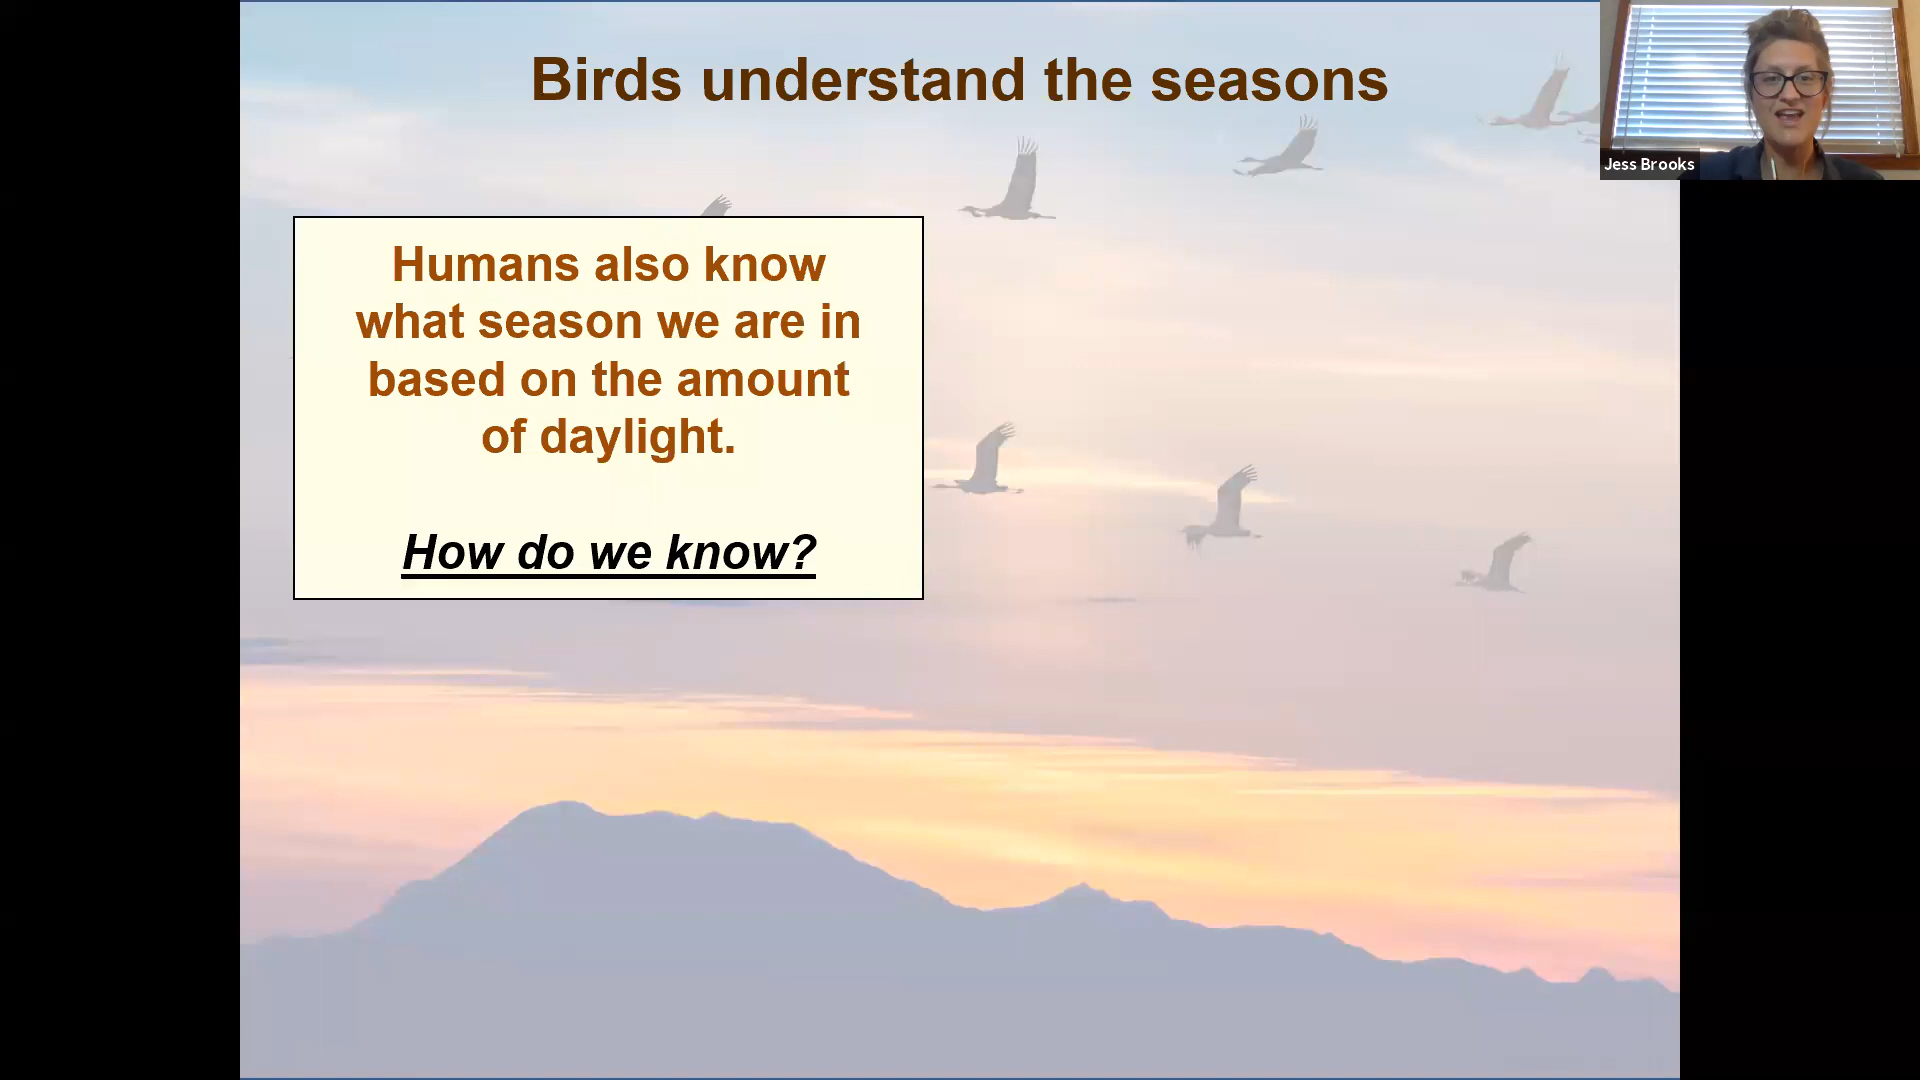 Birds understand the seasons
Jess Brooks
Humans also know
what season we are in
based on the amount
of daylight.
How do we know?